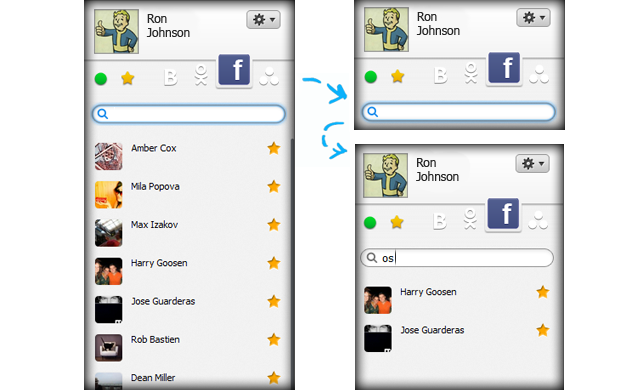 Ron
Johnson
B
f
Amber Cox
Mila Popova
Max Izakov
Harry Goosen
Jose Guarderas
Rob Bastien
Dean Miller
Ron
Johnson
B
f
Ron
Johnson
B
f
os
Harry Goosen
Jose Guarderas